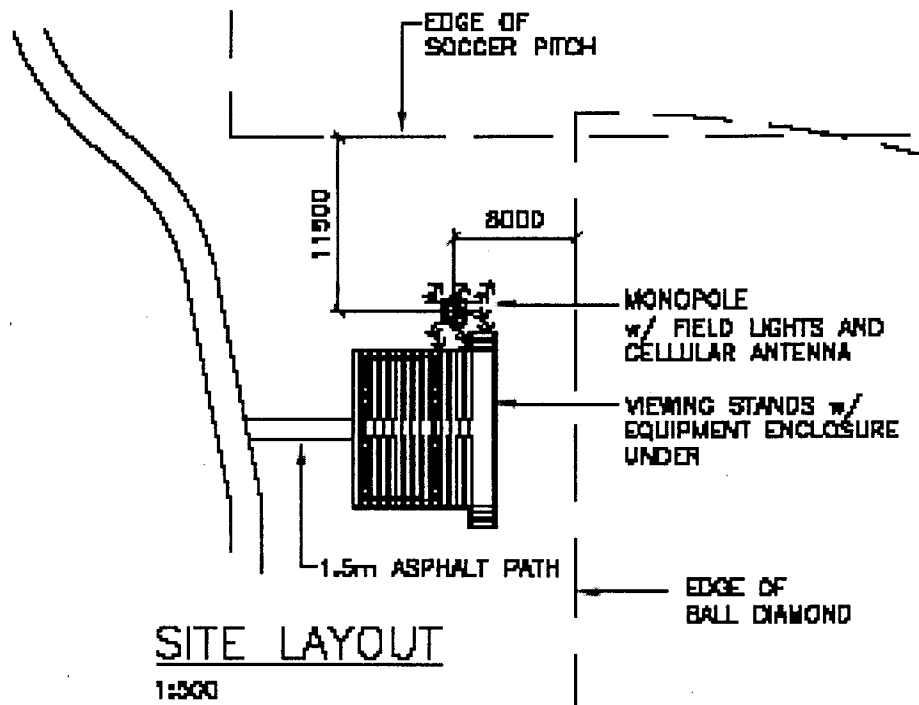 EDGE OF
SOCCER PITCH
11500
8000
MONOPOLE
w/ FIELD LIGHTS AND
CELLULAR ANTENNA
VIEWING STANDS w/
EQUIPMENT ENCLOSURE
UNDER
1.5m ASPHALT PATH
EDGE OF
BALL DIAMOND
SITE LAYOUT
1:500